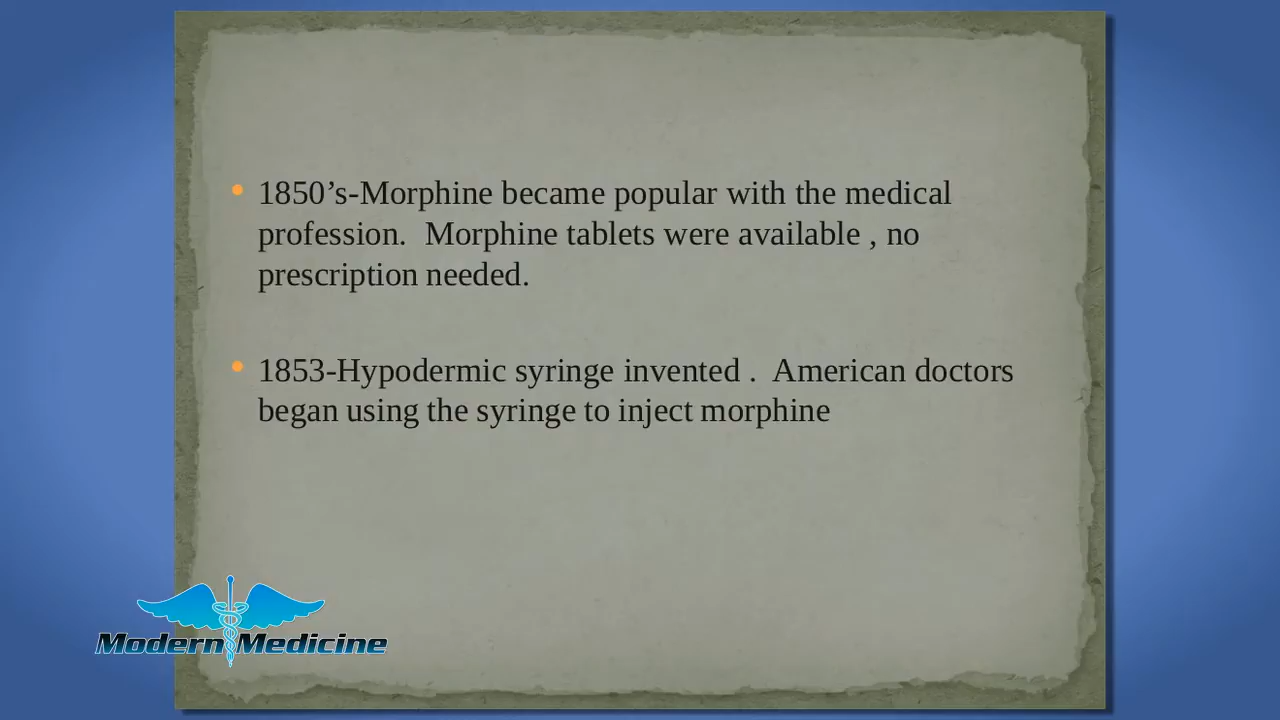 1850’s-Morphine became popular with the medical
profession.  Morphine tablets were available , no
prescription needed.
1853-Hypodermic syringe invented .  American doctors
began using the syringe to inject morphine
Modern Medicine